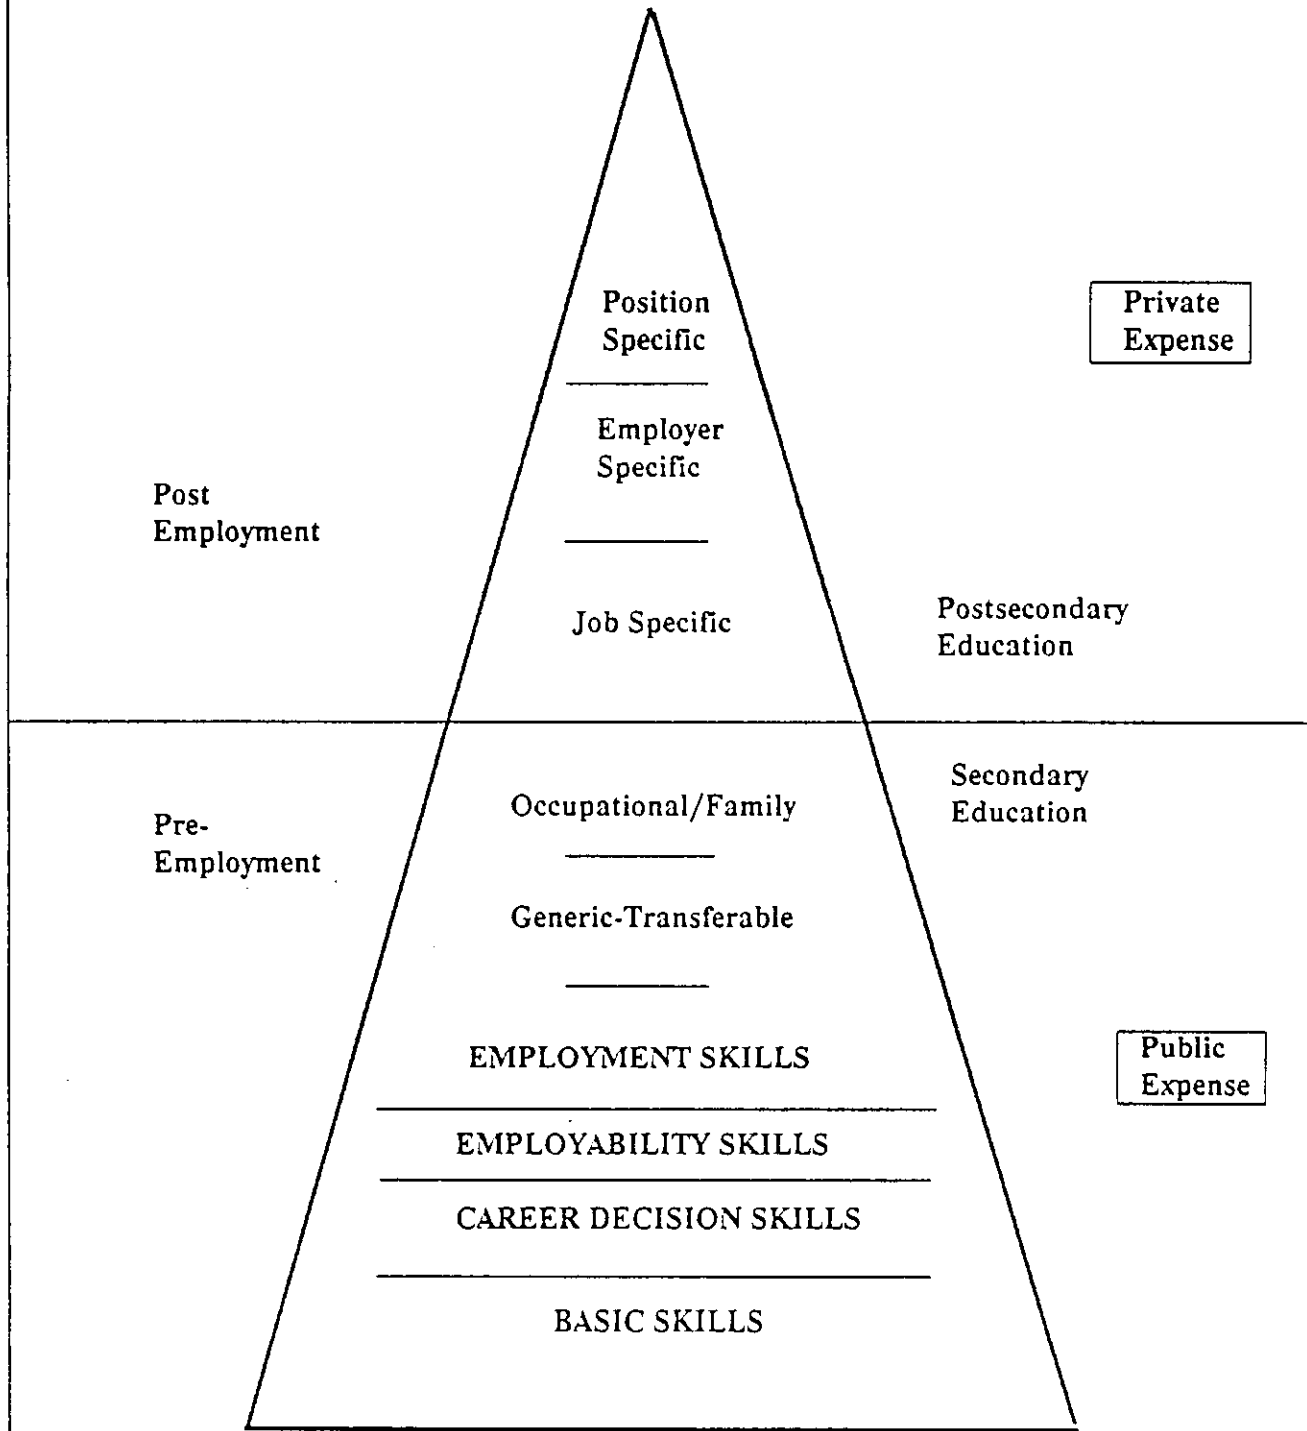 Position
Specific
Private
Expense
Employer
Specific
Post
Employment
Job Specific
Postsecondary
Education
Secondary
Education
Occupational/Family
Pre-
Employment
Generic-Transferable
EMPLOYMENT SKILLS
Public
Expense
EMPLOYABILITY SKILLS
CAREER DECISION SKILLS
BASIC SKILLS